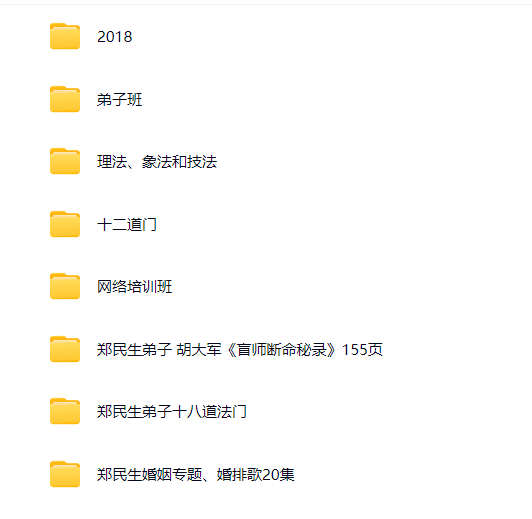 2018
弟子班
理法、象法和技法
十二道门
网络培训班
郑民生弟子 胡大军《盲师断命秘录》155页
郑民生弟子十八道法门
郑民生婚姻专题、婚排歌20集